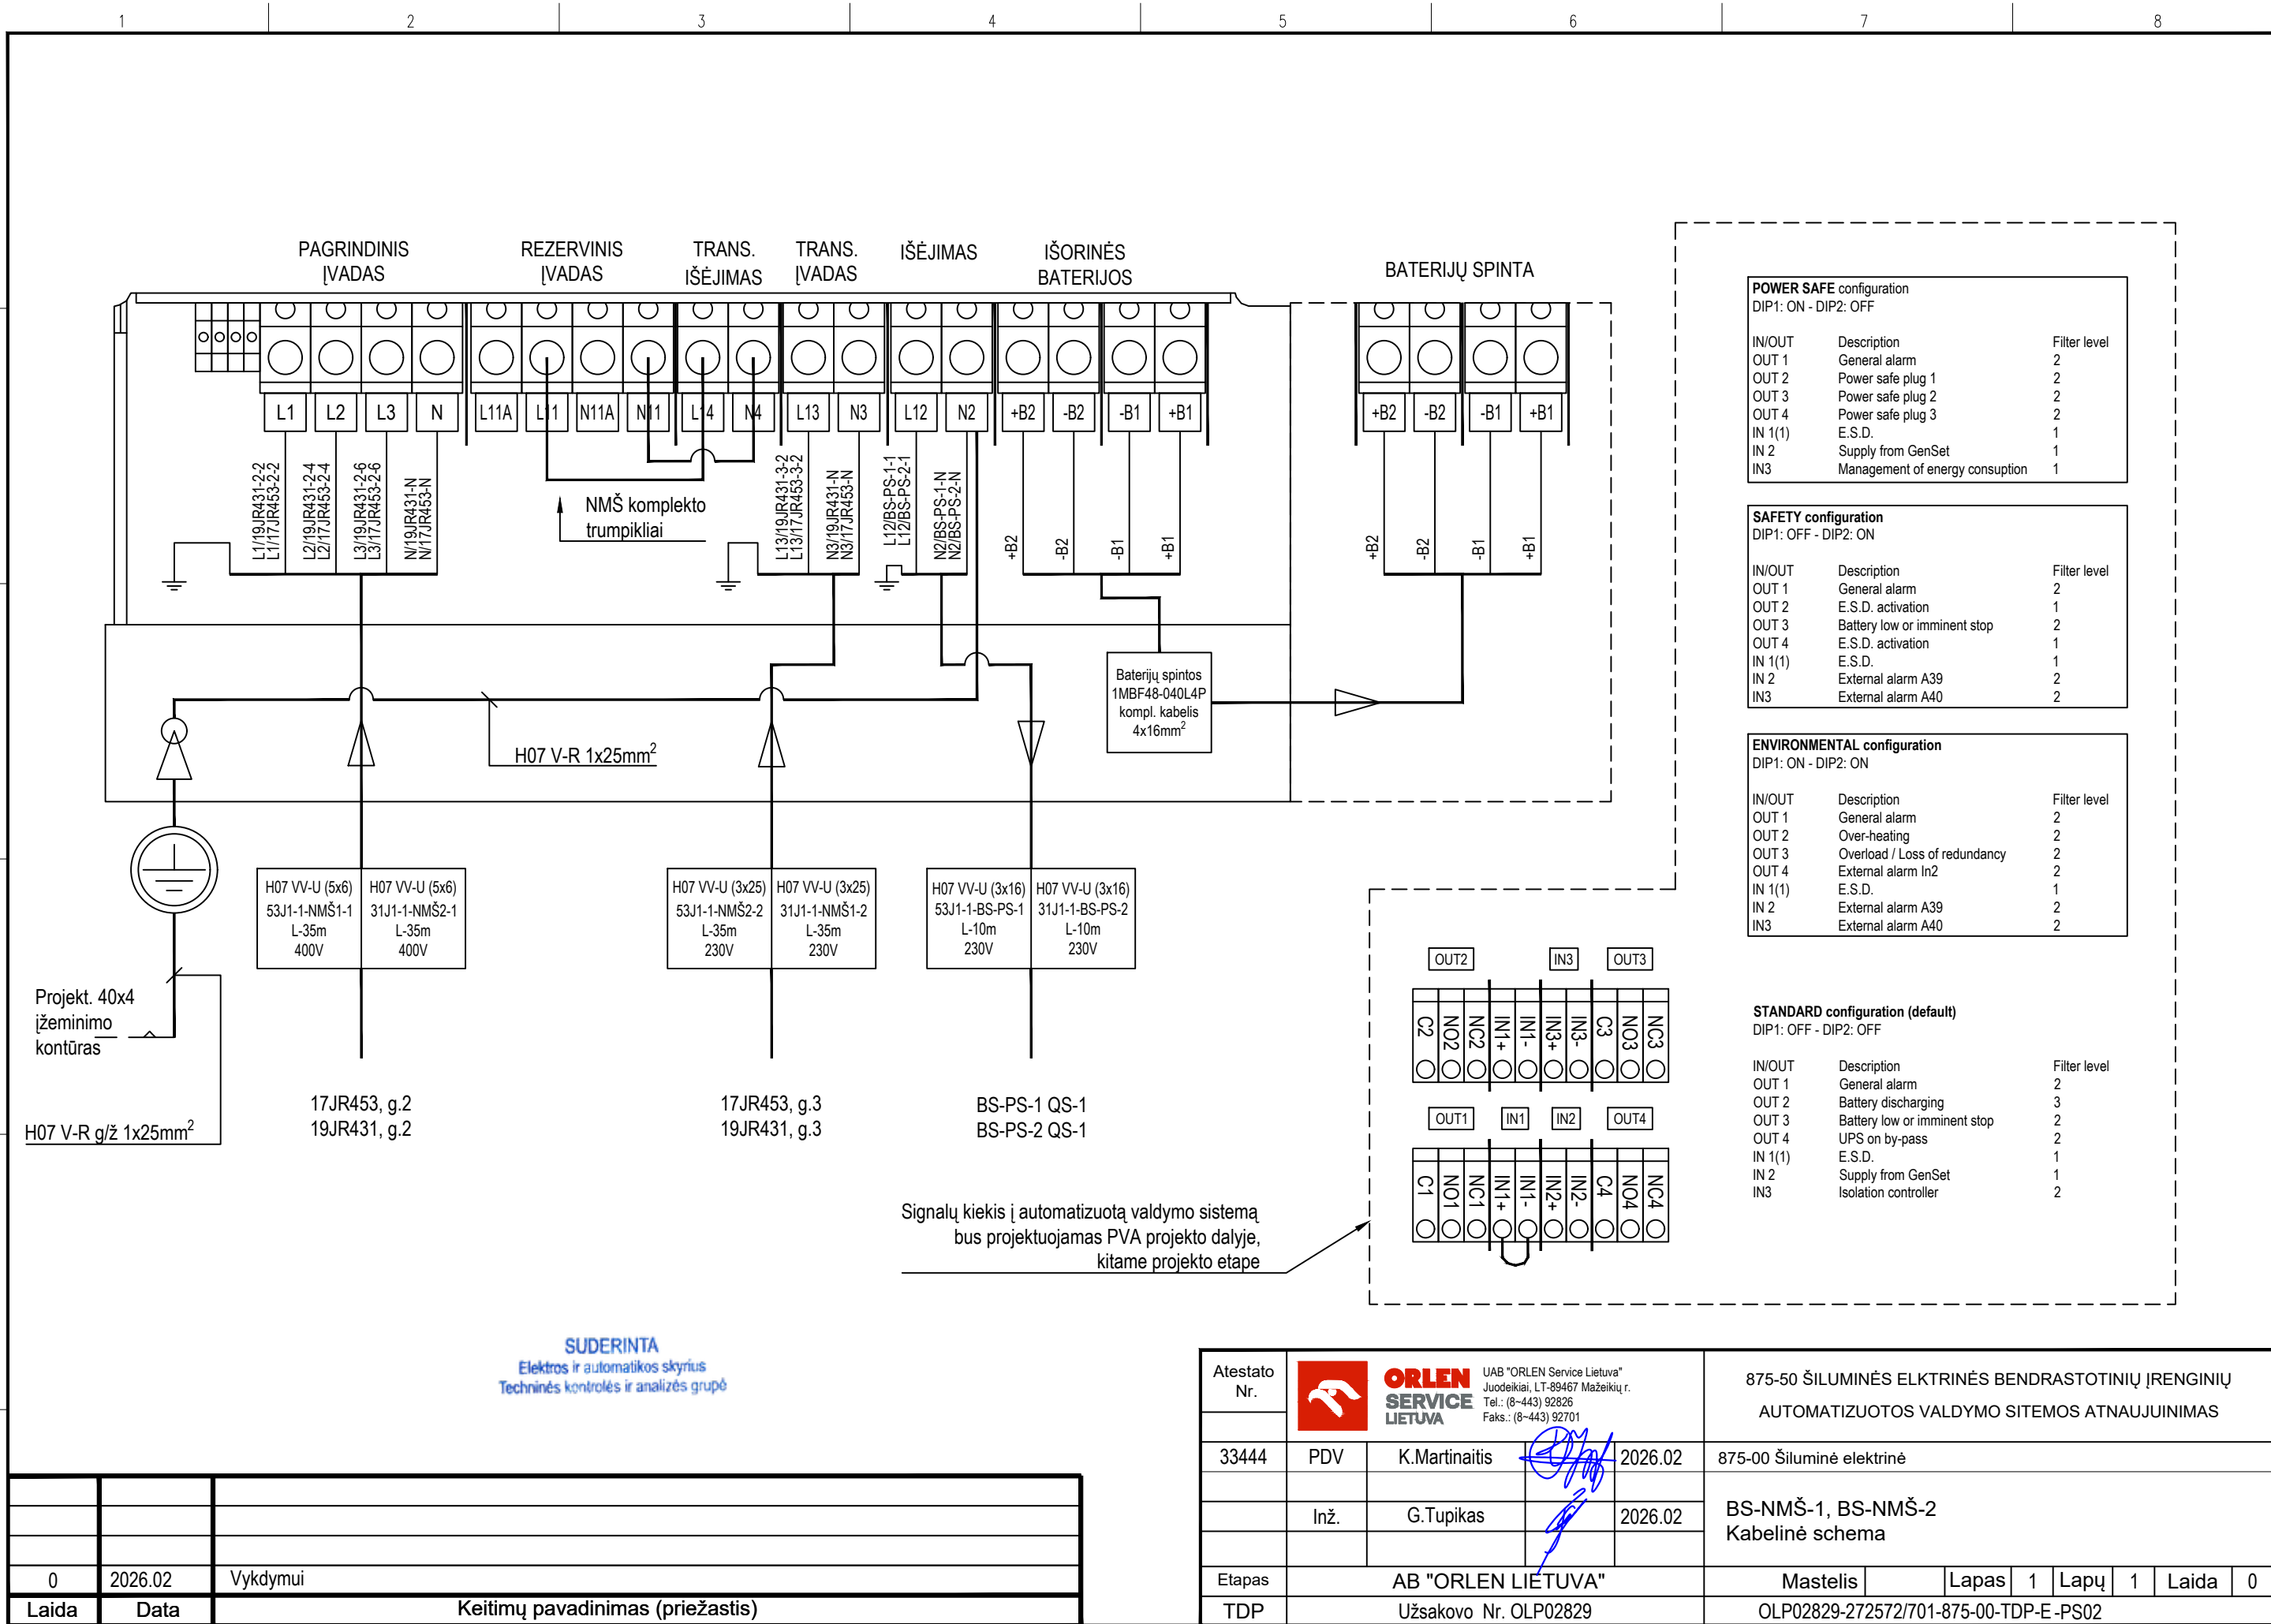 1 2 3 4 5 6 7 8
PAGRINDINIS
ĮVADAS
REZERVINIS
ĮVADAS
TRANS.
IŠĖJIMAS
TRANS.
ĮVADAS
IŠĖJIMAS
IŠORINĖS
BATERIJOS
BATERIJŲ SPINTA
L1 L2 L3 N L11A L11 N11A N11 L14 N4 L13 N3 L12 N2 +B2 -B2 -B1 +B1
+B2 -B2 -B1 +B1
L1/19JR431-2-2
L1/17JR453-2-2
L2/19JR431-2-4
L2/17JR453-2-4
L3/19JR431-2-6
L3/17JR453-2-6
N/19JR431-N
N/17JR453-N
NMŠ komplekto
trumpikliai
L13/19JR431-3-2
L13/17JR453-3-2
N3/19JR431-N
N3/17JR453-N
L12/BS-PS-1-1
L12/BS-PS-2-1
N2/BS-PS-1-N
N2/BS-PS-2-N
+B2 -B2 -B1 +B1
+B2 -B2 -B1 +B1
Baterijų spintos
1MBF48-040L4P
kompl. kabelis
4x16mm²
H07 V-R 1x25mm²
H07 VV-U (5x6)
53J1-1-NMŠ1-1
L-35m
400V
H07 VV-U (5x6)
31J1-1-NMŠ2-1
L-35m
400V
H07 VV-U (3x25)
53J1-1-NMŠ2-2
L-35m
230V
H07 VV-U (3x25)
31J1-1-NMŠ1-2
L-35m
230V
H07 VV-U (3x16)
53J1-1-BS-PS-1
L-10m
230V
H07 VV-U (3x16)
31J1-1-BS-PS-2
L-10m
230V
Projekt. 40x4
įžeminimo
kontūras
H07 V-R g/ž 1x25mm²
17JR453, g.2
19JR431, g.2
17JR453, g.3
19JR431, g.3
BS-PS-1 QS-1
BS-PS-2 QS-1
POWER SAFE configuration
DIP1: ON - DIP2: OFF
IN/OUT Description Filter level
OUT 1 General alarm 2
OUT 2 Power safe plug 1 2
OUT 3 Power safe plug 2 2
OUT 4 Power safe plug 3 2
IN 1(1) E.S.D. 1
IN 2 Supply from GenSet 1
IN3 Management of energy consuption 1
SAFETY configuration
DIP1: OFF - DIP2: ON
IN/OUT Description Filter level
OUT 1 General alarm 2
OUT 2 E.S.D. activation 1
OUT 3 Battery low or imminent stop 2
OUT 4 E.S.D. activation 1
IN 1(1) E.S.D. 1
IN 2 External alarm A39 2
IN3 External alarm A40 2
ENVIRONMENTAL configuration
DIP1: ON - DIP2: ON
IN/OUT Description Filter level
OUT 1 General alarm 2
OUT 2 Over-heating 2
OUT 3 Overload / Loss of redundancy 2
OUT 4 External alarm In2 2
IN 1(1) E.S.D. 1
IN 2 External alarm A39 2
IN3 External alarm A40 2
STANDARD configuration (default)
DIP1: OFF - DIP2: OFF
IN/OUT Description Filter level
OUT 1 General alarm 2
OUT 2 Battery discharging 3
OUT 3 Battery low or imminent stop 2
OUT 4 UPS on by-pass 2
IN 1(1) E.S.D. 1
IN 2 Supply from GenSet 1
IN3 Isolation controller 2
OUT2 IN3 OUT3
C2 NO2 NC2 IN1+ IN1- IN3+ IN3- C3 NO3 NC3
OUT1 IN1 IN2 OUT4
C1 NO1 NC1 IN1+ IN1- IN2+ IN2- C4 NO4 NC4
Signalų kiekis į automatizuotą valdymo sistemą
bus projektuojamas PVA projekto dalyje,
kitame projekto etape
SUDERINTA
Elektros ir automatikos skyrius
Techninės kontrolės ir analizės grupė
Atestato
Nr.
ORLEN
SERVICE
LIETUVA
UAB "ORLEN Service Lietuva"
Juodeikiai, LT-89467 Mažeikių r.
Tel.: (8~443) 92826
Faks.: (8~443) 92701
875-50 ŠILUMINĖS ELKTRINĖS BENDRASTOTINIŲ ĮRENGINIŲ
AUTOMATIZUOTOS VALDYMO SITEMOS ATNAUJUINIMAS
33444 PDV K.Martinaitis 2026.02
875-00 Šiluminė elektrinė
Inž. G.Tupikas 2026.02
BS-NMŠ-1, BS-NMŠ-2
Kabelinė schema
Etapas AB "ORLEN LIETUVA" Mastelis Lapas 1 Lapų 1 Laida 0
TDP Užsakovo Nr. OLP02829 OLP02829-272572/701-875-00-TDP-E-PS02
0 2026.02 Vykdymui
Laida Data Keitimų pavadinimas (priežastis)